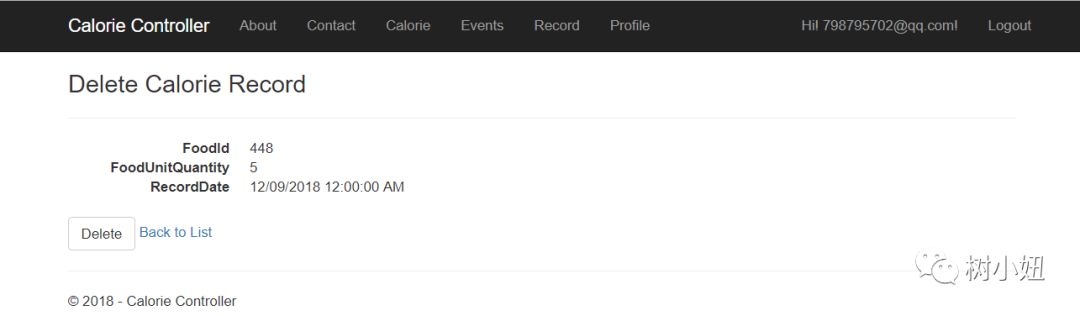 Calorie Controller About Contact Calorie Events Record Profile Hi! 798795702@qq.com! Logout
Delete Calorie Record
FoodId 448
FoodUnitQuantity 5
RecordDate 12/09/2018 12:00:00 AM
Delete Back to List
树小妞
© 2018 - Calorie Controller